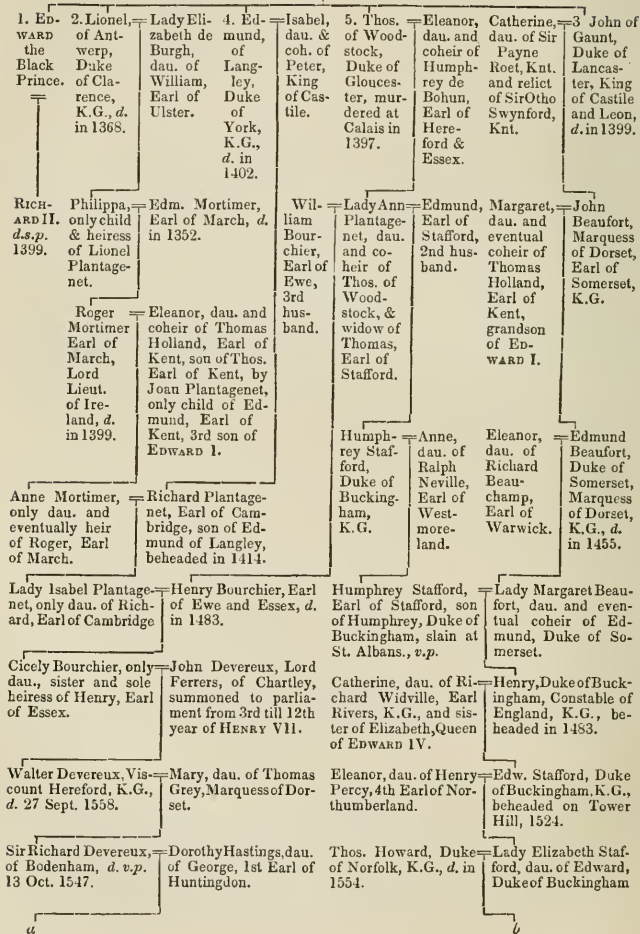 1. ED-
WARD
the
Black
Prince.
2. Lionel,
of Ant-
werp,
Duke
of Cla-
rence,
K.G., d.
in 1368.
Lady Eli-
zabeth de
Burgh,
dau. of
William,
Earl of
Ulster.
4. Ed-
mund,
of
Lang-
ley,
Duke
of
York,
K.G.,
d. in
1402.
Isabel,
dau. &
coh. of
Peter,
King
of Cas-
tile.
5. Thos.
of Wood-
stock,
Duke of
Glouces-
ter, mur-
dered at
Calais in
1397.
Eleanor,
dau. and
coheir of
Humph-
rey de
Bohun,
Earl of
Here-
ford &
Essex.
Catherine,
dau. of Sir
Payne
Roet, Knt.
and relict
of Sir Otho
Swynford,
Knt.
3 John of
Gaunt,
Duke of
Lancas-
ter, King
of Castile
and Leon,
d. in 1399.
RICH-
ARD II.
d.s.p.
1399.
Philippa,
only child
& heiress
of Lionel
Plantage-
net.
Edm. Mortimer,
Earl of March, d.
in 1352.
Wil-
liam
Bour-
chier,
Earl of
Ewe,
3rd
hus-
band.
Lady Ann
Plantage-
net, dau.
and co-
heir of
Thos. of
Wood-
stock, &
widow of
Thomas,
Earl of
Stafford.
Edmund,
Earl of
Stafford,
2nd hus-
band.
Margaret,
dau. and
eventual
coheir of
Thomas
Holland,
Earl of
Kent,
grandson
of ED-
WARD I.
John
Beaufort,
Marquess
of Dorset,
Earl of
Somerset,
K.G.
Roger
Mortimer
Earl of
March,
Lord
Lieut.
of Ire-
land, d.
in 1399.
Eleanor, dau. and
coheir of Thomas
Holland, Earl of
Kent, son of Thos.
Earl of Kent, by
Joan Plantagenet,
only child of Ed-
mund, Earl of
Kent, 3rd son of
EDWARD I.
Humph-
rey Staf-
ford,
Duke of
Bucking-
ham,
K.G.
Anne,
dau. of
Ralph
Neville,
Earl of
West-
more-
land.
Eleanor,
dau. of
Richard
Beau-
champ,
Earl of
Warwick.
Edmund
Beaufort,
Duke of
Somerset,
Marquess
of Dorset,
K.G., d.
in 1455.
Anne Mortimer,
only dau. and
eventually heir
of Roger, Earl
of March.
Richard Plantage-
net, Earl of Cam-
bridge, son of Ed-
mund of Langley,
beheaded in 1414.
Lady Isabel Plantage-
net, only dau. of Rich-
ard, Earl of Cambridge
Henry Bourchier, Earl
of Ewe and Essex, d.
in 1483.
Humphrey Stafford,
Earl of Stafford, son
of Humphrey, Duke of
Buckingham, slain at
St. Albans., v.p.
Lady Margaret Beau-
fort, dau. and even-
tual coheir of Ed-
mund, Duke of So-
merset.
Cicely Bourchier, only
dau., sister and sole
heiress of Henry, Earl
of Essex.
John Devereux, Lord
Ferrers, of Chartley,
summoned to parlia-
ment from 3rd till 12th
year of HENRY VII.
Catherine, dau. of Ri-
chard Widville, Earl
Rivers, K.G., and sis-
ter of Elizabeth, Queen
of EDWARD IV.
Henry, Duke of Buck-
ingham, Constable of
England, K.G., be-
headed in 1483.
Walter Devereux, Vis-
count Hereford, K.G.,
d. 27 Sept. 1558.
Mary, dau. of Thomas
Grey, Marquess of Dor-
set.
Eleanor, dau. of Henry
Percy, 4th Earl of Nor-
thumberland.
Edw. Stafford, Duke
of Buckingham, K.G.,
beheaded on Tower
Hill, 1524.
Sir Richard Devereux,
of Bodenham, d. v.p.
13 Oct. 1547.
Dorothy Hastings, dau.
of George, 1st Earl of
Huntingdon.
Thos. Howard, Duke
of Norfolk, K.G., d. in
1554.
Lady Elizabeth Staf-
ford, dau. of Edward,
Duke of Buckingham
a
b